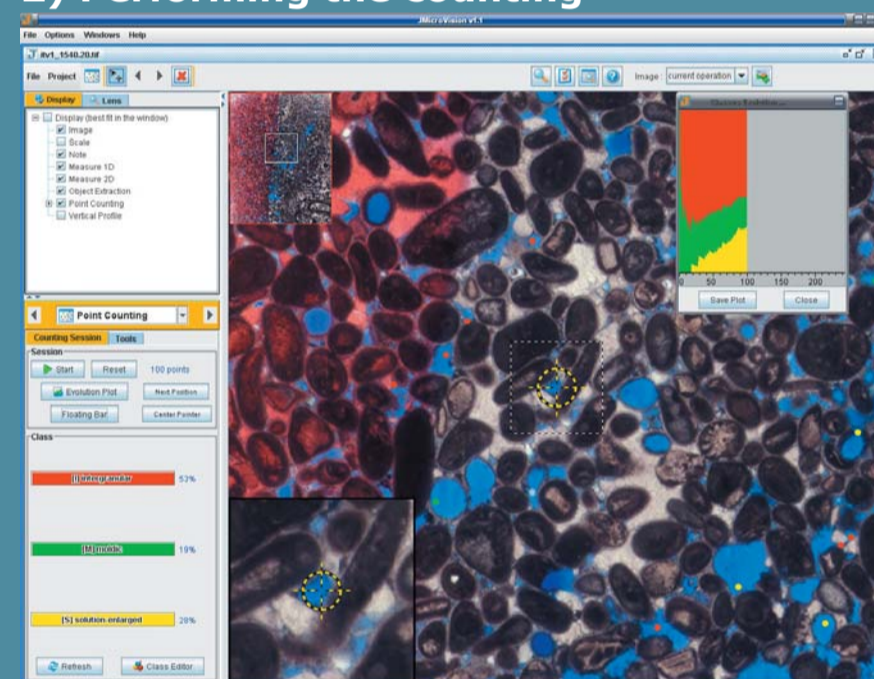 2) Performing the Counting
JMicroVision v1.1
File Options Windows Help
itv1_1540.20.tif
File Project
Image: current operation
Display Lens
Display (best fit in the window)
Image
Scale
Note
Measure 1D
Measure 2D
Object Extraction
Point Counting
Vertical Profile
0 50 100 150 200
Save Plot Close
Point Counting
Counting Session Tools
Session
Start Reset 100 points
Evolution Plot Next Position
Floating Bar Center Pointer
Class
[I] intergranular 53%
[M] moldic 19%
[S] solution-enlarged 28%
Refresh Class Editor